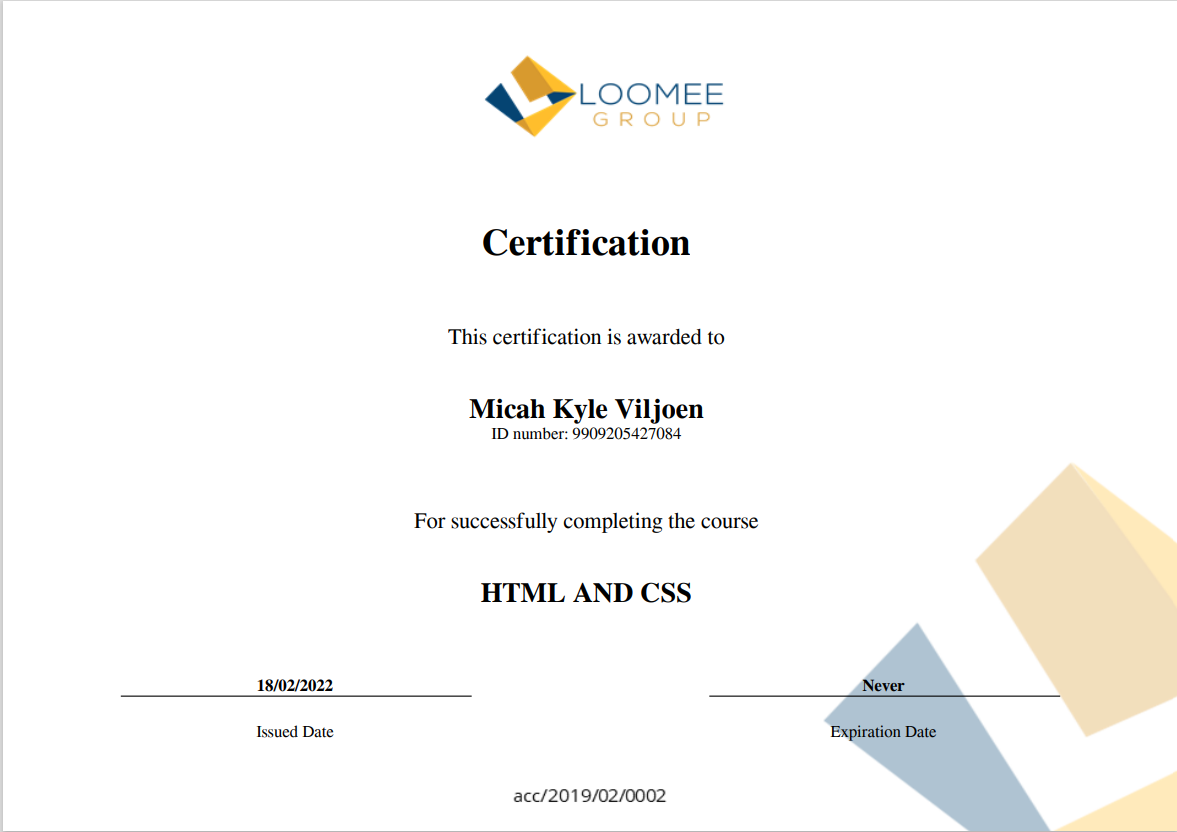 LOOMEE
GROUP
Certification
This certification is awarded to
Micah Kyle Viljoen
ID number: 9909205427084
For successfully completing the course
HTML AND CSS
18/02/2022
Never
Issued Date
Expiration Date
acc/2019/02/0002